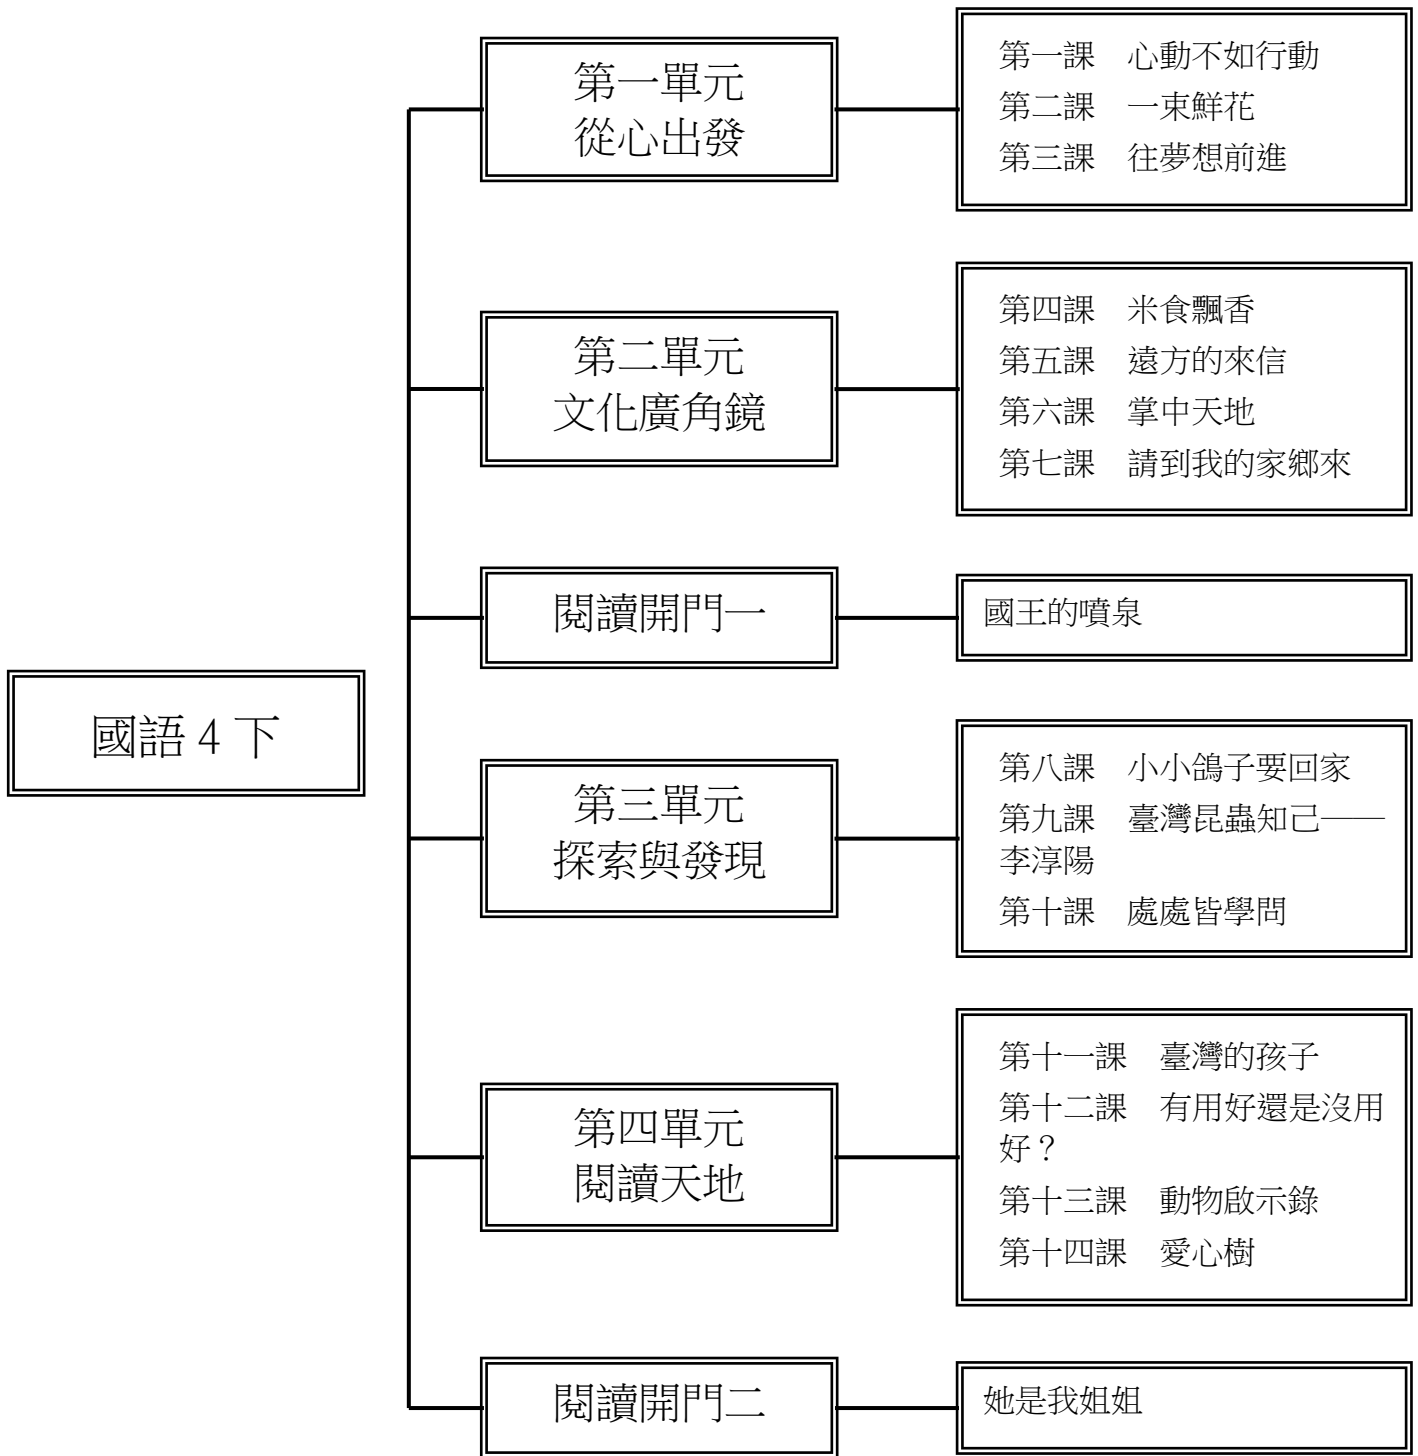 國語 4 下
第一單元
從心出發
第一課　心動不如行動
第二課　一束鮮花
第三課　往夢想前進
第二單元
文化廣角鏡
第四課　米食飄香
第五課　遠方的來信
第六課　掌中天地
第七課　請到我的家鄉來
閱讀開門一
國王的噴泉
第三單元
探索與發現
第八課　小小鴿子要回家
第九課　臺灣昆蟲知己——
李淳陽
第十課　處處皆學問
第四單元
閱讀天地
第十一課　臺灣的孩子
第十二課　有用好還是沒用
好？
第十三課　動物啟示錄
第十四課　愛心樹
閱讀開門二
她是我姐姐